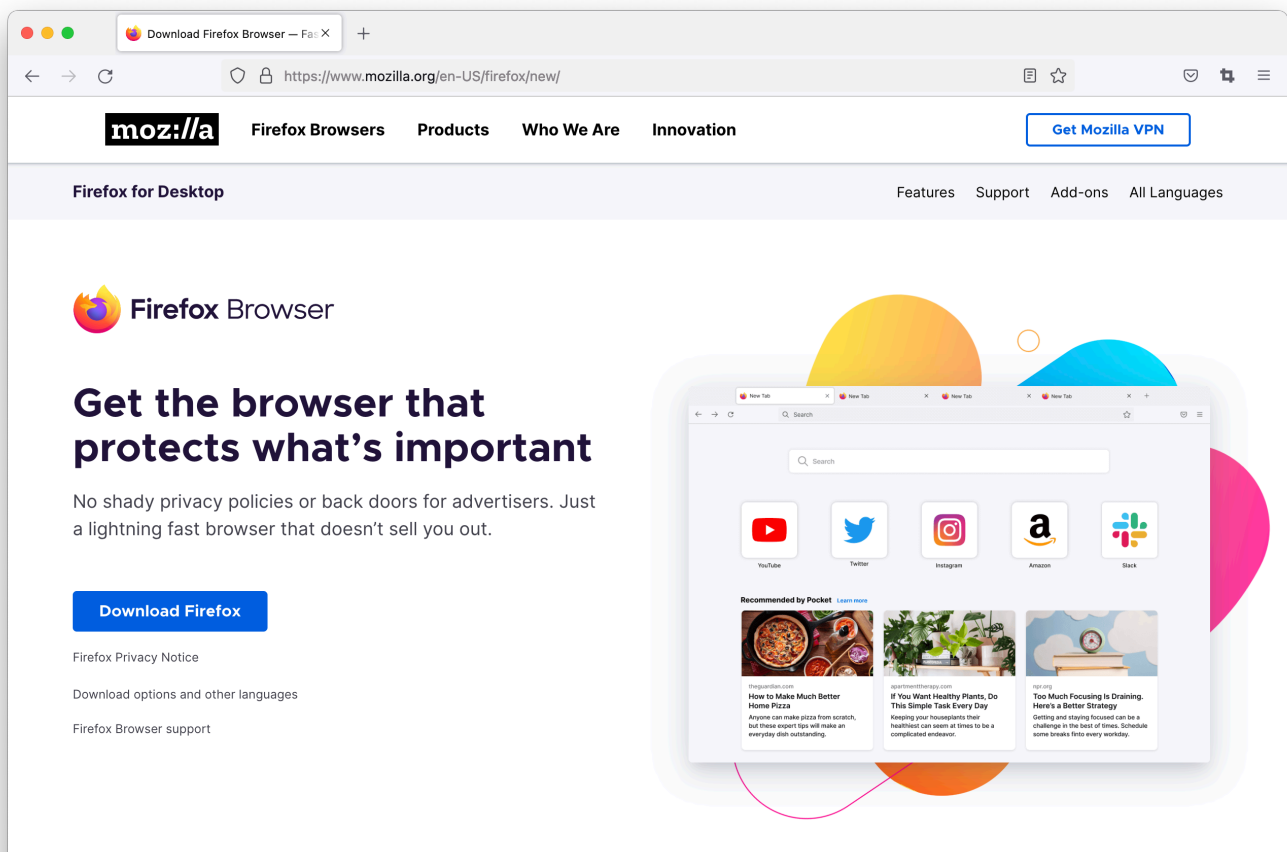 Download Firefox Browser — Fas
https://www.mozilla.org/en-US/firefox/new/
moz://a Firefox Browsers Products Who We Are Innovation Get Mozilla VPN
Firefox for Desktop Features Support Add-ons All Languages
Firefox Browser
Get the browser that
protects what's important
No shady privacy policies or back doors for advertisers. Just
a lightning fast browser that doesn't sell you out.
Download Firefox
Firefox Privacy Notice
Download options and other languages
Firefox Browser support
New Tab New Tab New Tab New Tab
Search
Search
YouTube Twitter Instagram Amazon Slack
Recommended by Pocket Learn more
theguardian.com
How to Make Much Better
Home Pizza
Anyone can make pizza from scratch,
but these expert tips will make an
everyday dish outstanding.
apartmenttherapy.com
If You Want Healthy Plants, Do
This Simple Task Every Day
Keeping your houseplants their
healthiest can seem at times to be a
complicated endeavor.
npr.org
Too Much Focusing Is Draining.
Here's a Better Strategy
Getting and staying focused can be a
challenge in the best of times. Schedule
some breaks finto every workday.